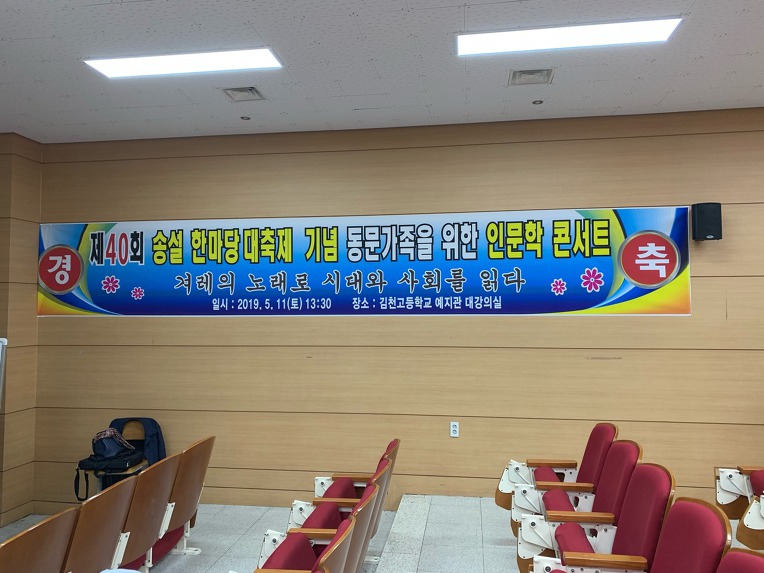 경 제40회 송설 한마당 대축제 기념 동문가족을 위한 인문학 콘서트 축
겨레의 노래로 시대와 사회를 읽다
일시 : 2019. 5. 11(토) 13:30 장소 : 김천고등학교 예지관 대강의실